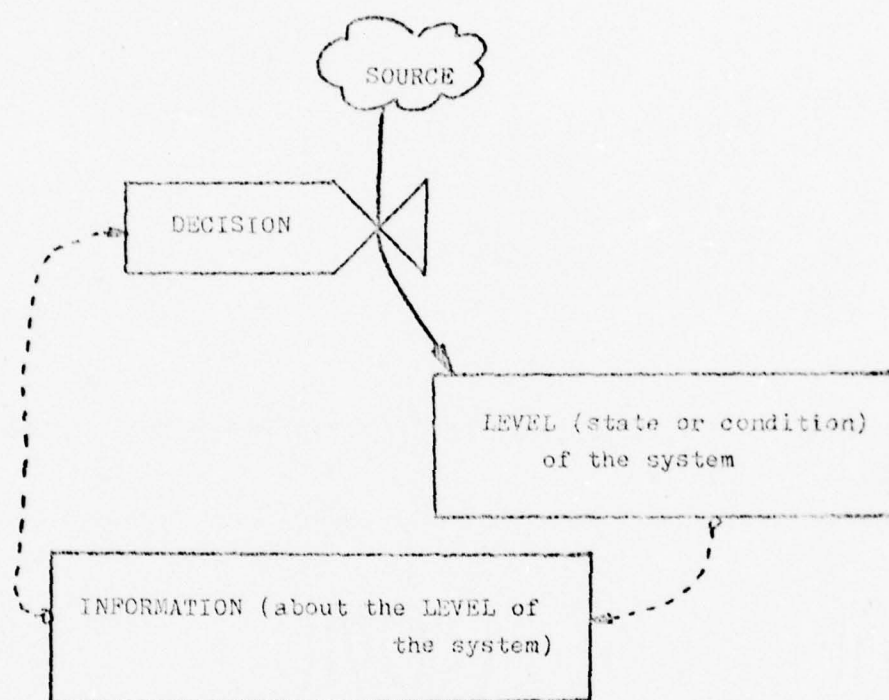 SOURCE
DECISION
LEVEL (state or condition)
of the system
INFORMATION (about the LEVEL of
the system)